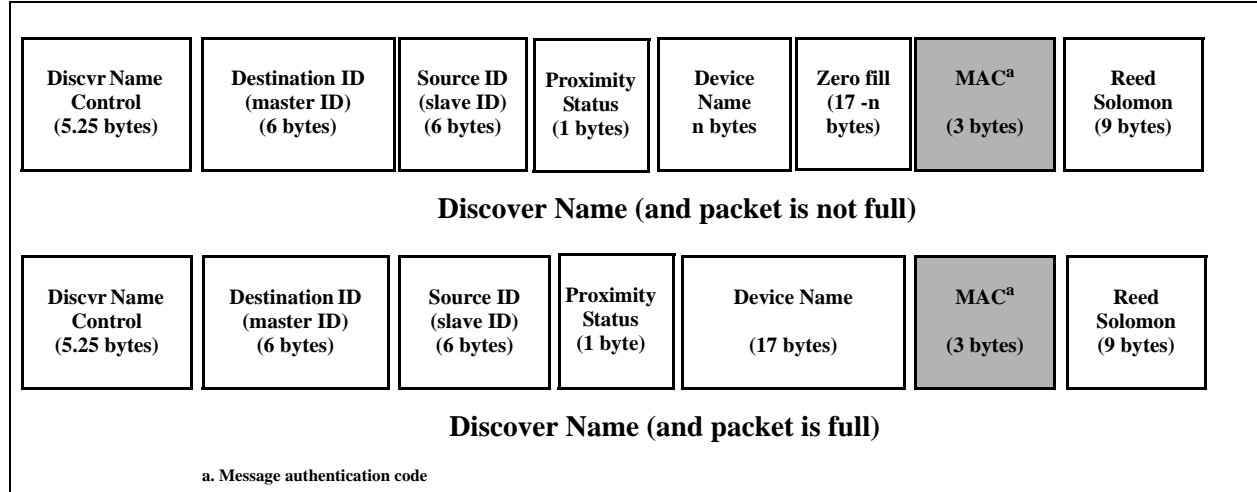 Discvr Name Control (5.25 bytes)
Destination ID (master ID) (6 bytes)
Source ID (slave ID) (6 bytes)
Proximity Status (1 bytes)
Device Name n bytes
Zero fill (17 -n bytes)
MACa (3 bytes)
Reed Solomon (9 bytes)
Discover Name (and packet is not full)
Discvr Name Control (5.25 bytes)
Destination ID (master ID) (6 bytes)
Source ID (slave ID) (6 bytes)
Proximity Status (1 byte)
Device Name (17 bytes)
MACa (3 bytes)
Reed Solomon (9 bytes)
Discover Name (and packet is full)
a. Message authentication code